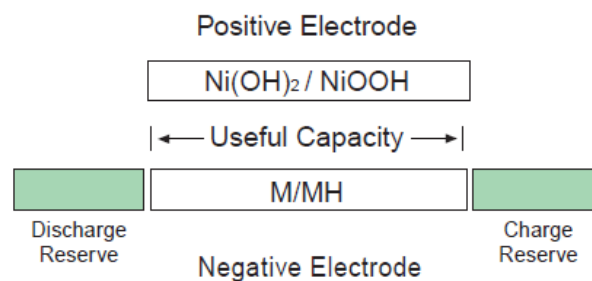 Positive Electrode
Ni(OH)₂ / NiOOH
Useful Capacity
M/MH
Discharge
Reserve
Charge
Reserve
Negative Electrode